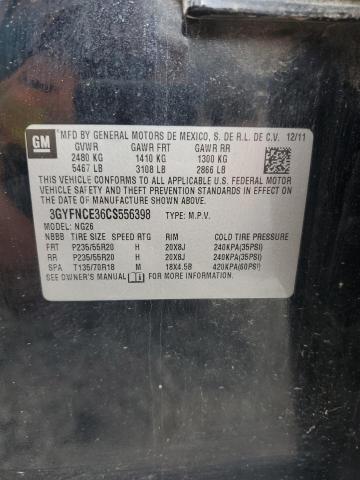 GM
MFD BY GENERAL MOTORS DE MEXICO, S. DE R.L. DE C.V. 12/11
GVWR GAWR FRT GAWR RR
2480 KG 1410 KG 1300 KG
5467 LB 3108 LB 2866 LB
THIS VEHICLE CONFORMS TO ALL APPLICABLE U.S. FEDERAL MOTOR
VEHICLE SAFETY, BUMPER, AND THEFT PREVENTION STANDARDS IN
EFFECT ON THE DATE OF MANUFACTURE SHOWN ABOVE.
3GYFNCE36CS556398 TYPE: M.P.V.
MODEL: NG26
NBBB TIRE SIZE SPEED RTG RIM COLD TIRE PRESSURE
FRT P235/55R20 H 20X8J 240KPA(35PSI)
RR P235/55R20 H 20X8J 240KPA(35PSI)
SPA T135/70R18 M 18X4.5B 420KPA(60PSI)
SEE OWNER'S MANUAL FOR MORE INFORMATION